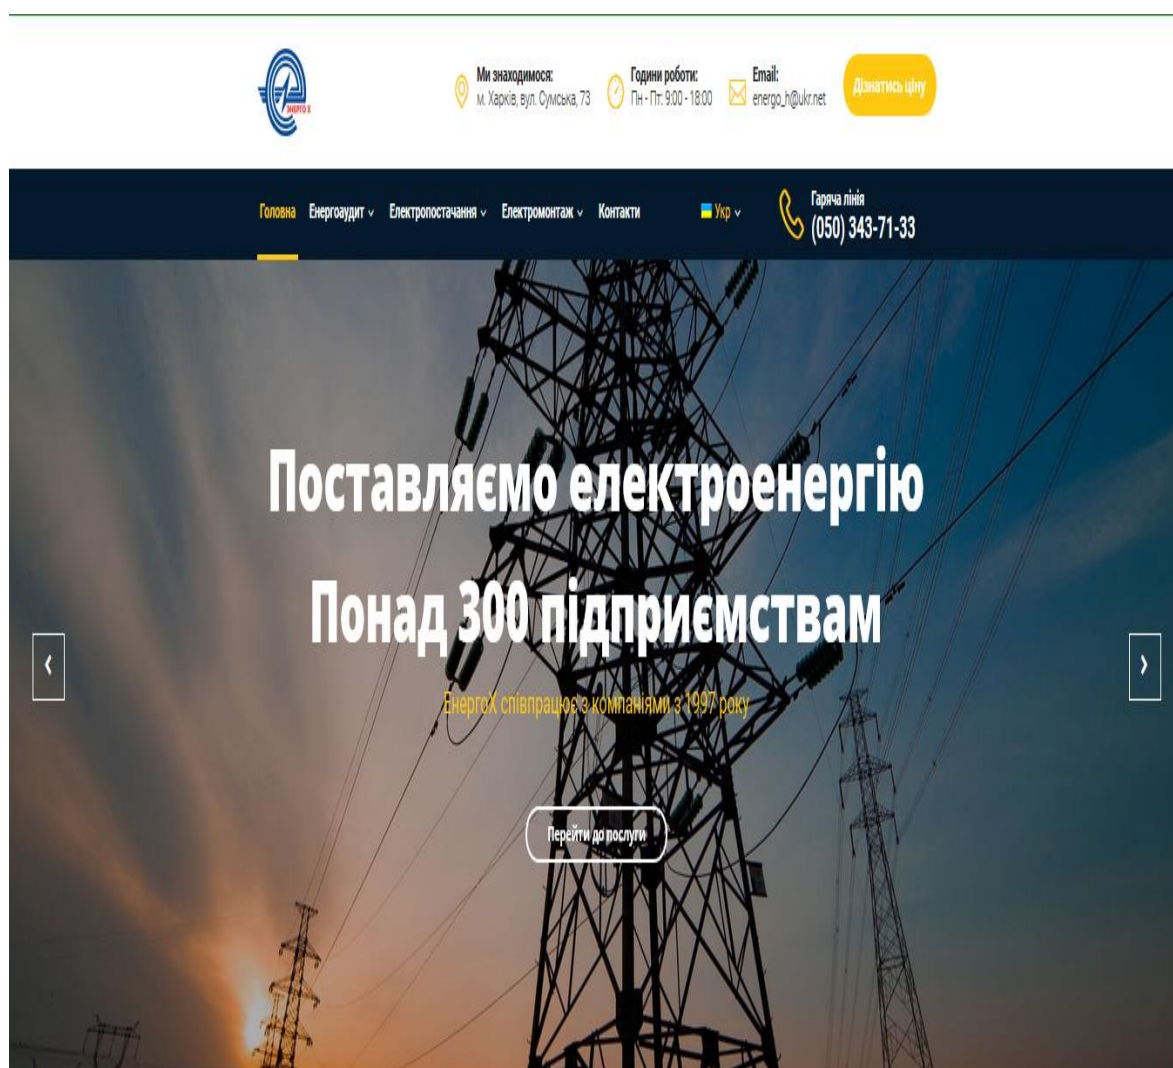 ЭНЕРГО Х
Ми знаходимося:
м. Харків, вул. Сумська, 73
Години роботи:
Пн - Пт: 9:00 - 18:00
Email:
energo_h@ukr.net
Дізнатись ціну
Головна Енергоаудит Електропостачання Електромонтаж Контакти Укр
Гаряча лінія
(050) 343-71-33
Поставляємо електроенергію
Понад 300 підприємствам
ЕнергоХ співпрацює з компаніями з 1997 року
Перейти до послуги